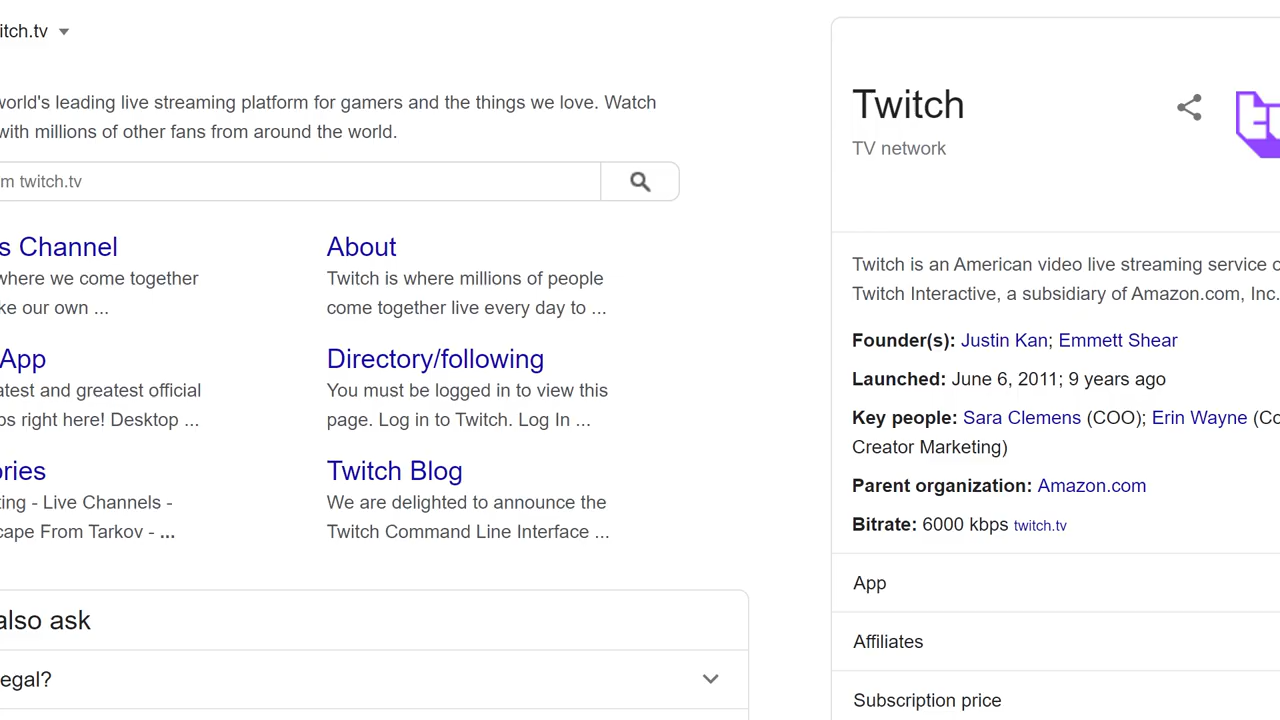 itch.tv
world's leading live streaming platform for gamers and the things we love. Watch
with millions of other fans from around the world.
m twitch.tv
s Channel
where we come together
ke our own ...
About
Twitch is where millions of people
come together live every day to ...
App
atest and greatest official
ps right here! Desktop ...
Directory/following
You must be logged in to view this
page. Log in to Twitch. Log In ...
ories
ting - Live Channels -
cape From Tarkov - ...
Twitch Blog
We are delighted to announce the
Twitch Command Line Interface ...
also ask
egal?
Twitch
TV network
Twitch is an American video live streaming service o
Twitch Interactive, a subsidiary of Amazon.com, Inc.
Founder(s): Justin Kan; Emmett Shear
Launched: June 6, 2011; 9 years ago
Key people: Sara Clemens (COO); Erin Wayne (Co
Creator Marketing)
Parent organization: Amazon.com
Bitrate: 6000 kbps twitch.tv
App
Affiliates
Subscription price